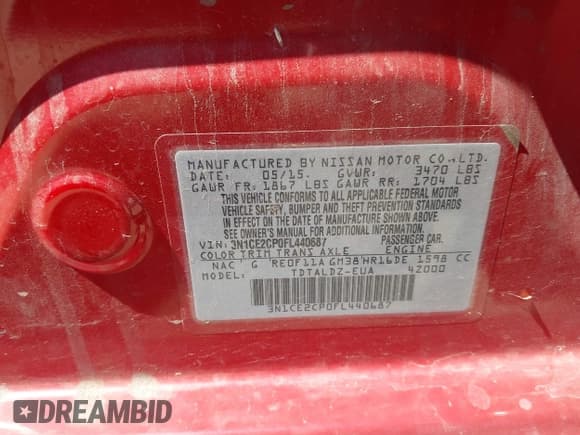 MANUFACTURED BY NISSAN MOTOR CO.,LTD.
DATE: 05/15. GVWR: 3470 LBS
GAWR FR: 1867 LBS GAWR RR: 1704 LBS
THIS VEHICLE CONFORMS TO ALL APPLICABLE FEDERAL MOTOR
VEHICLE SAFETY, BUMPER, AND THEFT PREVENTION STANDARDS
IN EFFECT ON THE DATE OF MANUFACTURE SHOWN ABOVE.
SEE OWNER'S MANUAL FOR ADDITIONAL INFORMATION.
VIN: 3N1CE2CP0FL440687 PASSENGER CAR.
COLOR TRIM TRANS AXLE ENGINE
NAC G RE0F11A GM38 HR16DE 1598 CC
MODEL: TDTALDZ-EUA 42000
3N1CE2CP0FL440687
DREAMBID